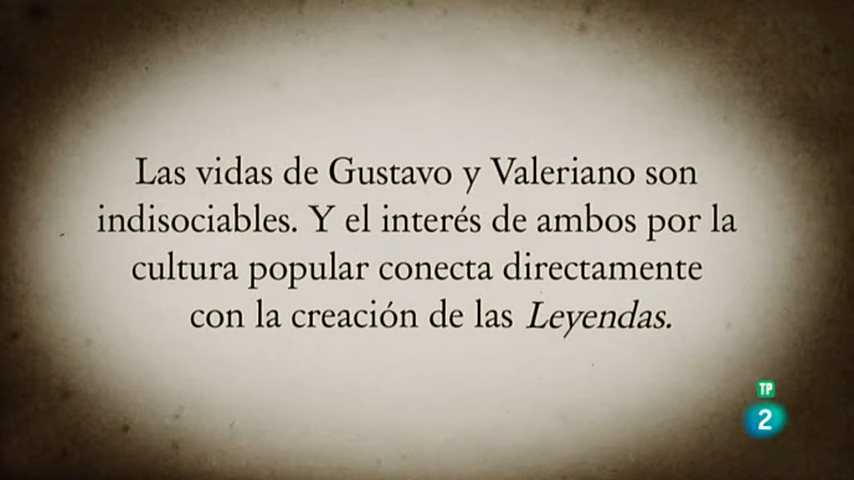 Las vidas de Gustavo y Valeriano son
indisociables. Y el interés de ambos por la
cultura popular conecta directamente
con la creación de las Leyendas.
TP
2